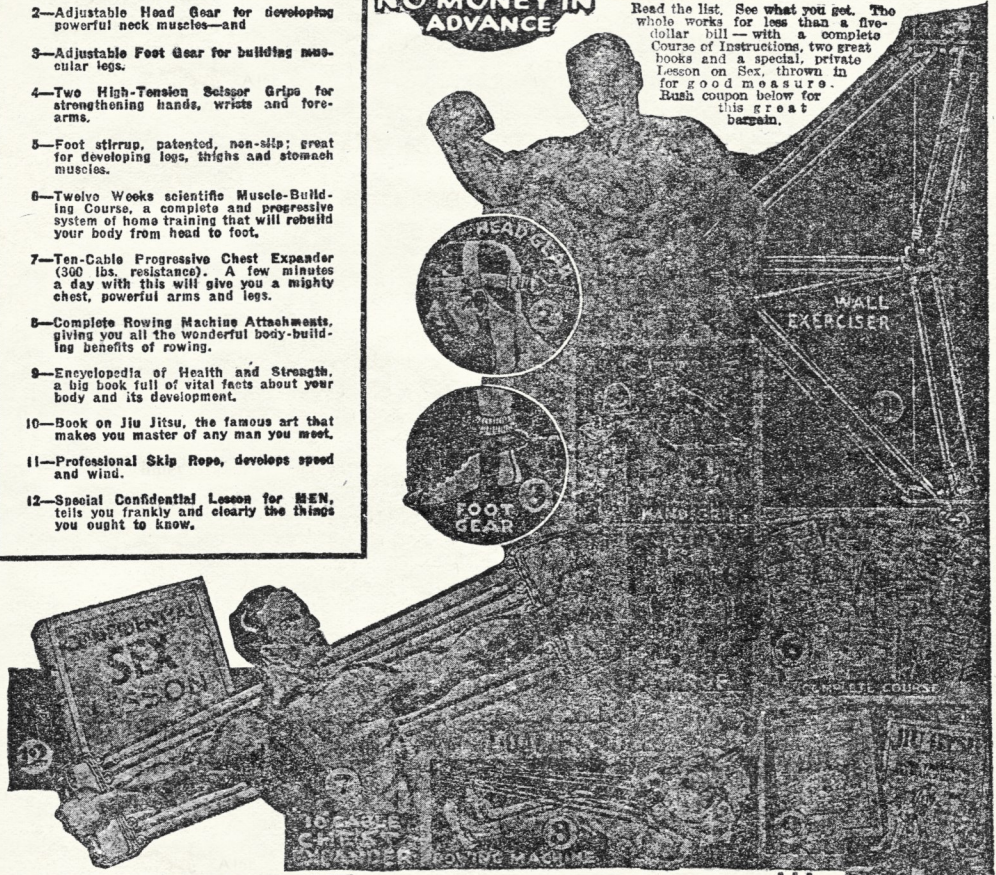 2—Adjustable Head Gear for developing
powerful neck muscles—and
3—Adjustable Foot Gear for building mus-
cular legs.
4—Two High-Tension Scissor Grips for
strengthening hands, wrists and fore-
arms.
5—Foot stirrup, patented, non-slip; great
for developing legs, thighs and stomach
muscles.
6—Twelve Weeks scientific Muscle-Build-
ing Course, a complete and progressive
system of home training that will rebuild
your body from head to foot.
7—Ten-Cable Progressive Chest Expander
(300 lbs. resistance). A few minutes
a day with this will give you a mighty
chest, powerful arms and legs.
8—Complete Rowing Machine Attachments,
giving you all the wonderful body-build-
ing benefits of rowing.
9—Encyclopedia of Health and Strength,
a big book full of vital facts about your
body and its development.
10—Book on Jiu Jitsu, the famous art that
makes you master of any man you meet.
11—Professional Skip Rope, develops speed
and wind.
12—Special Confidential Lesson for MEN,
tells you frankly and clearly the things
you ought to know.
NO MONEY IN
ADVANCE
Read the list. See what you get. The
whole works for less than a five-
dollar bill — with a complete
Course of Instructions, two great
books and a special, private
Lesson on Sex, thrown in
for good measure.
Rush coupon below for
this great
bargain.
HEAD GEAR
2
WALL
EXERCISER
1
FOOT
GEAR
3
HAND
6
COMPLETE COURSE
CONFIDENTIAL
SEX
LESSON
12
7
10 CABLE
CHEST
EXPANDER
8
ROWING MACHINE
JIU JITSU
9